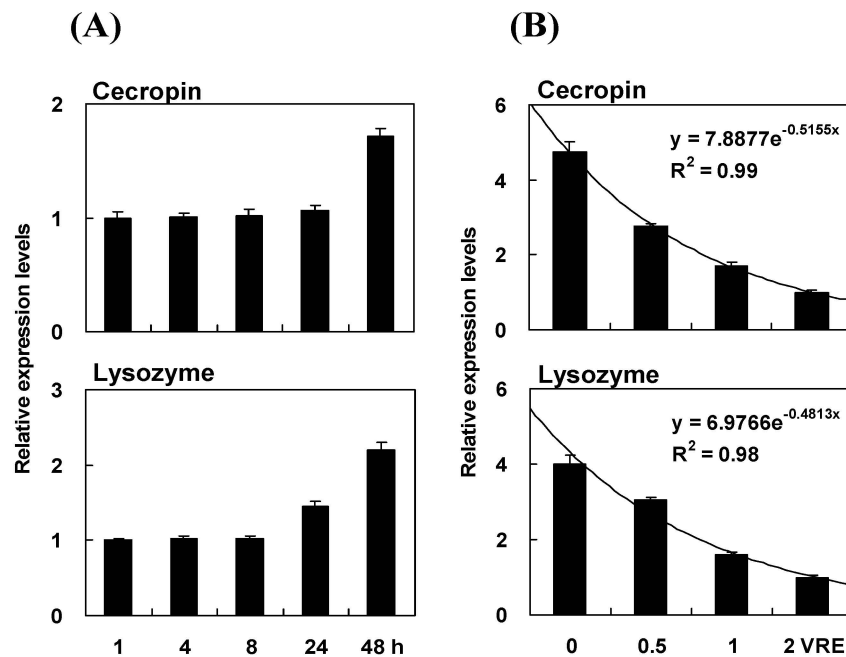 (A)
Cecropin
2
1
0
Lysozyme
3
2
1
0
Relative expression levels
1 4 8 24 48 h
(B)
Cecropin
6
4
2
0
y = 7.8877e^-0.5155x
R^2 = 0.99
Lysozyme
6
4
2
0
y = 6.9766e^-0.4813x
R^2 = 0.98
Relative expression levels
0 0.5 1 2 VRE